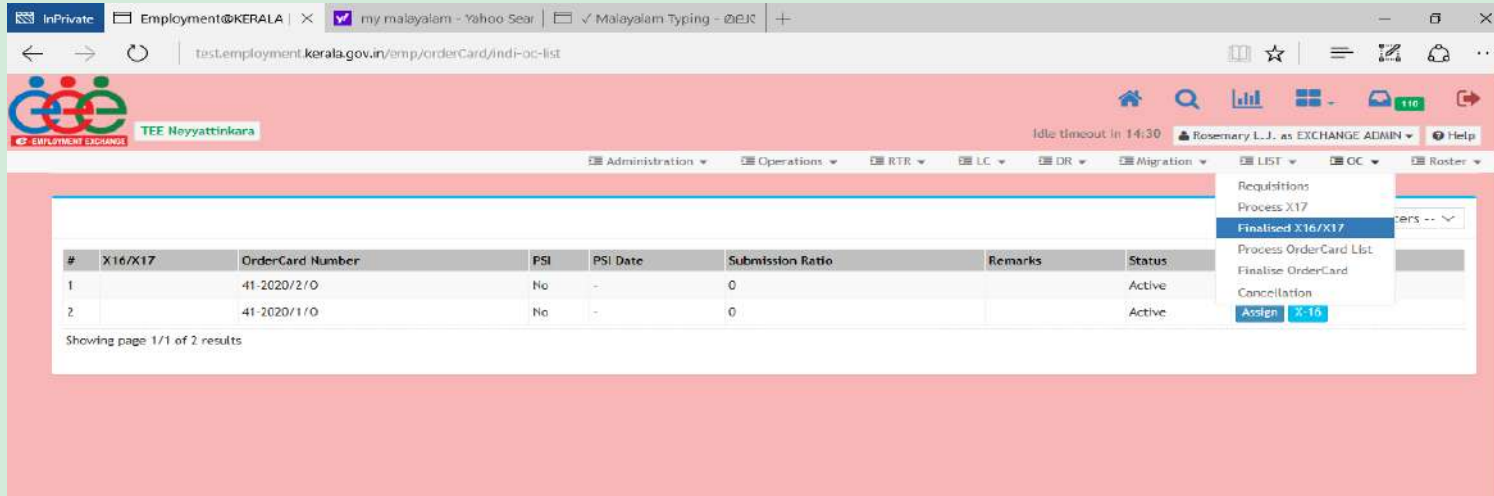 InPrivate Employment@KERALA | my malayalam - Yahoo Sear ✓ Malayalam Typing - മലയ
test.employment.kerala.gov.in/emp/orderCard/indi-oc-list
110
e-EMPLOYMENT EXCHANGE
TEE Neyyattinkara
Idle timeout in 14:30 Rosemary L.J. as EXCHANGE ADMIN Help
Administration Operations RTR LC DR Migration LIST OC Roster
Requisitions
Process X17
Finalised X16/X17
Process OrderCard List
Finalise OrderCard
Cancellation
ters --
# X16/X17 OrderCard Number PSI PSI Date Submission Ratio Remarks Status
1 41-2020/2/O No - 0 Active
2 41-2020/1/O No - 0 Active Assign X-16
Showing page 1/1 of 2 results